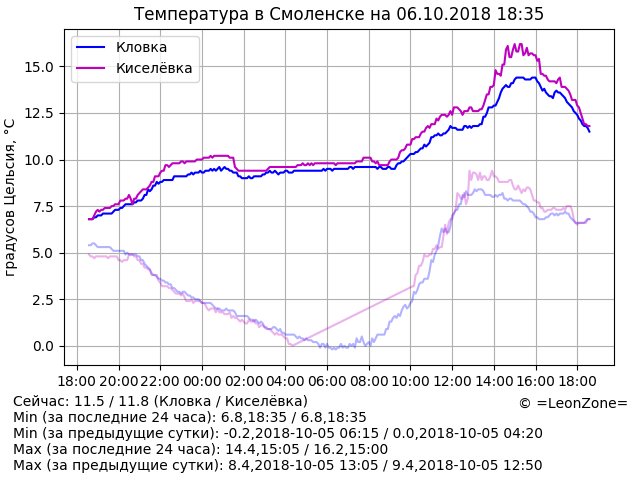 Температура в Смоленске на 06.10.2018 18:35
Кловка
Киселёвка
градусов Цельсия, °C
15.0
12.5
10.0
7.5
5.0
2.5
0.0
18:00 20:00 22:00 00:00 02:00 04:00 06:00 08:00 10:00 12:00 14:00 16:00 18:00
Сейчас: 11.5 / 11.8 (Кловка / Киселёвка)
© =LeonZone=
Min (за последние 24 часа): 6.8,18:35 / 6.8,18:35
Min (за предыдущие сутки): -0.2,2018-10-05 06:15 / 0.0,2018-10-05 04:20
Max (за последние 24 часа): 14.4,15:05 / 16.2,15:00
Max (за предыдущие сутки): 8.4,2018-10-05 13:05 / 9.4,2018-10-05 12:50